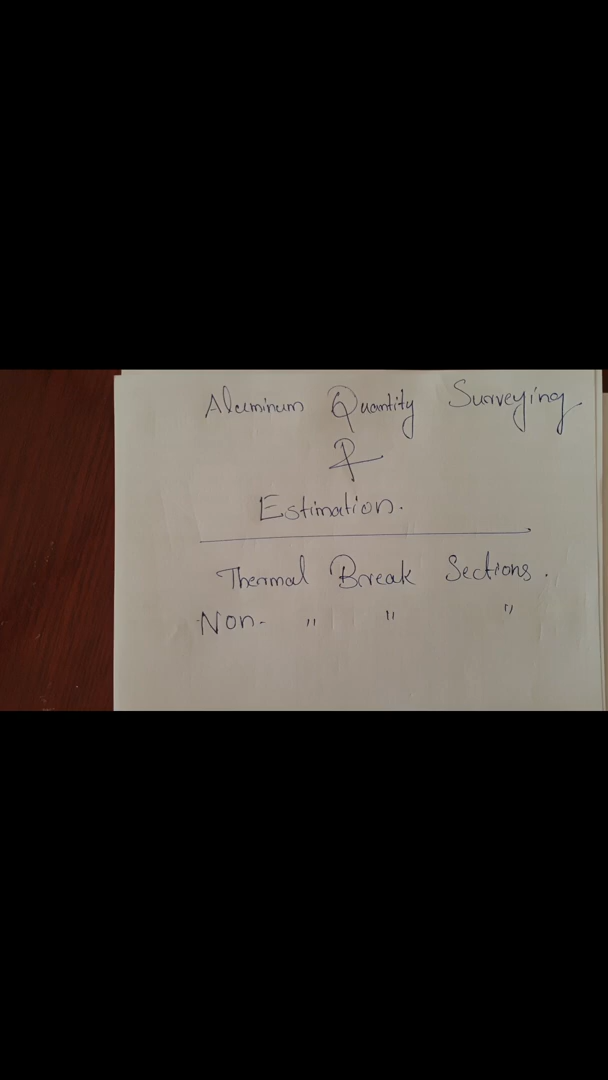 Aluminum Quantity Surveying
&
Estimation.
Thermal Break Sections.
Non- " " "